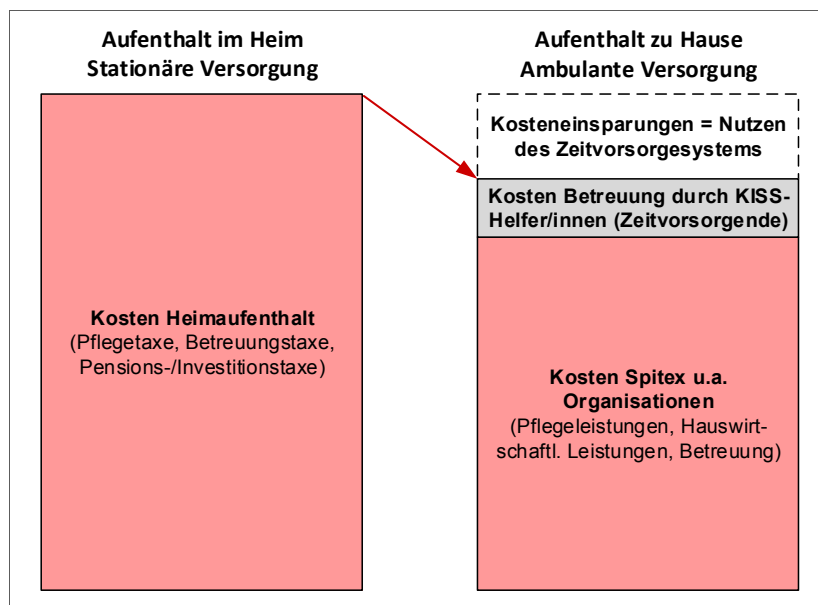 Aufenthalt im Heim
Stationäre Versorgung
Kosten Heimaufenthalt
(Pflegetaxe, Betreuungstaxe,
Pensions-/Investitionstaxe)
Aufenthalt zu Hause
Ambulante Versorgung
Kosteneinsparungen = Nutzen
des Zeitvorsorgesystems
Kosten Betreuung durch KISS-
Helfer/innen (Zeitvorsorgende)
Kosten Spitex u.a.
Organisationen
(Pflegeleistungen, Hauswirt-
schaftl. Leistungen, Betreuung)